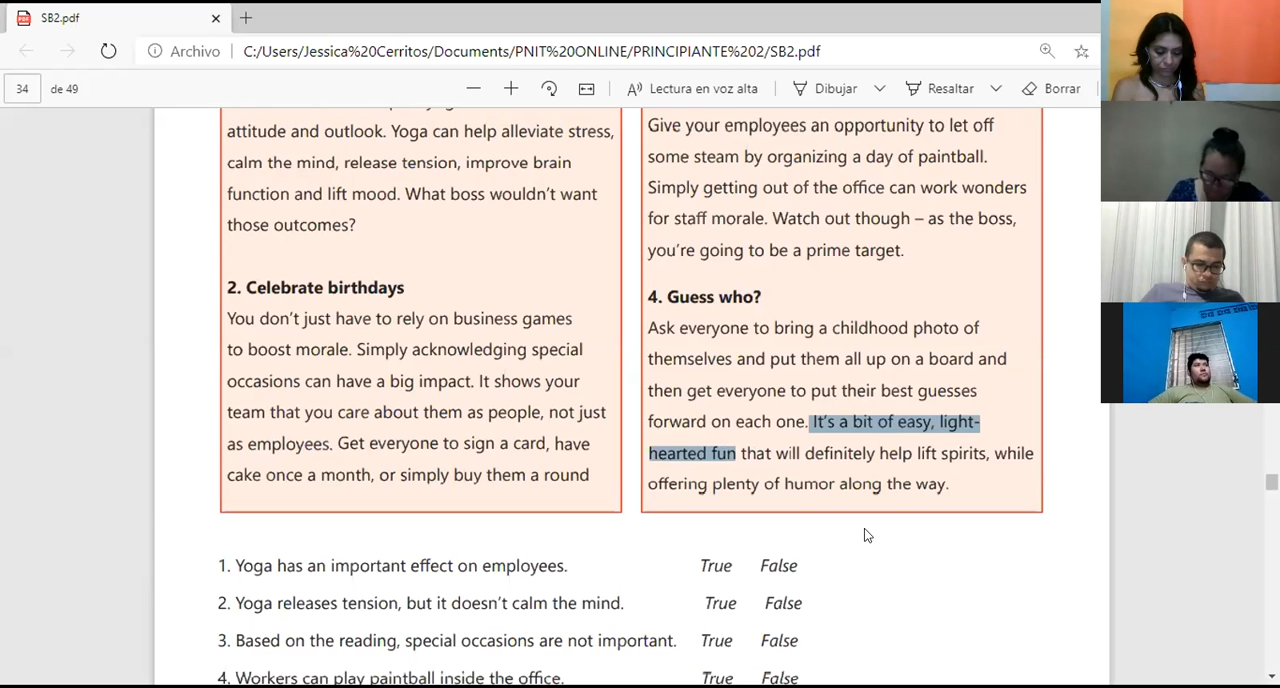 SB2.pdf
Archivo C:/Users/Jessica%20Cerritos/Documents/PNIT%20ONLINE/PRINCIPIANTE%202/SB2.pdf
34 de 49 Lectura en voz alta Dibujar Resaltar Borrar
attitude and outlook. Yoga can help alleviate stress,
calm the mind, release tension, improve brain
function and lift mood. What boss wouldn't want
those outcomes?
2. Celebrate birthdays
You don't just have to rely on business games
to boost morale. Simply acknowledging special
occasions can have a big impact. It shows your
team that you care about them as people, not just
as employees. Get everyone to sign a card, have
cake once a month, or simply buy them a round
Give your employees an opportunity to let off
some steam by organizing a day of paintball.
Simply getting out of the office can work wonders
for staff morale. Watch out though – as the boss,
you're going to be a prime target.
4. Guess who?
Ask everyone to bring a childhood photo of
themselves and put them all up on a board and
then get everyone to put their best guesses
forward on each one. It's a bit of easy, light-
hearted fun that will definitely help lift spirits, while
offering plenty of humor along the way.
1. Yoga has an important effect on employees. True False
2. Yoga releases tension, but it doesn't calm the mind. True False
3. Based on the reading, special occasions are not important. True False
4. Workers can play paintball inside the office. True False